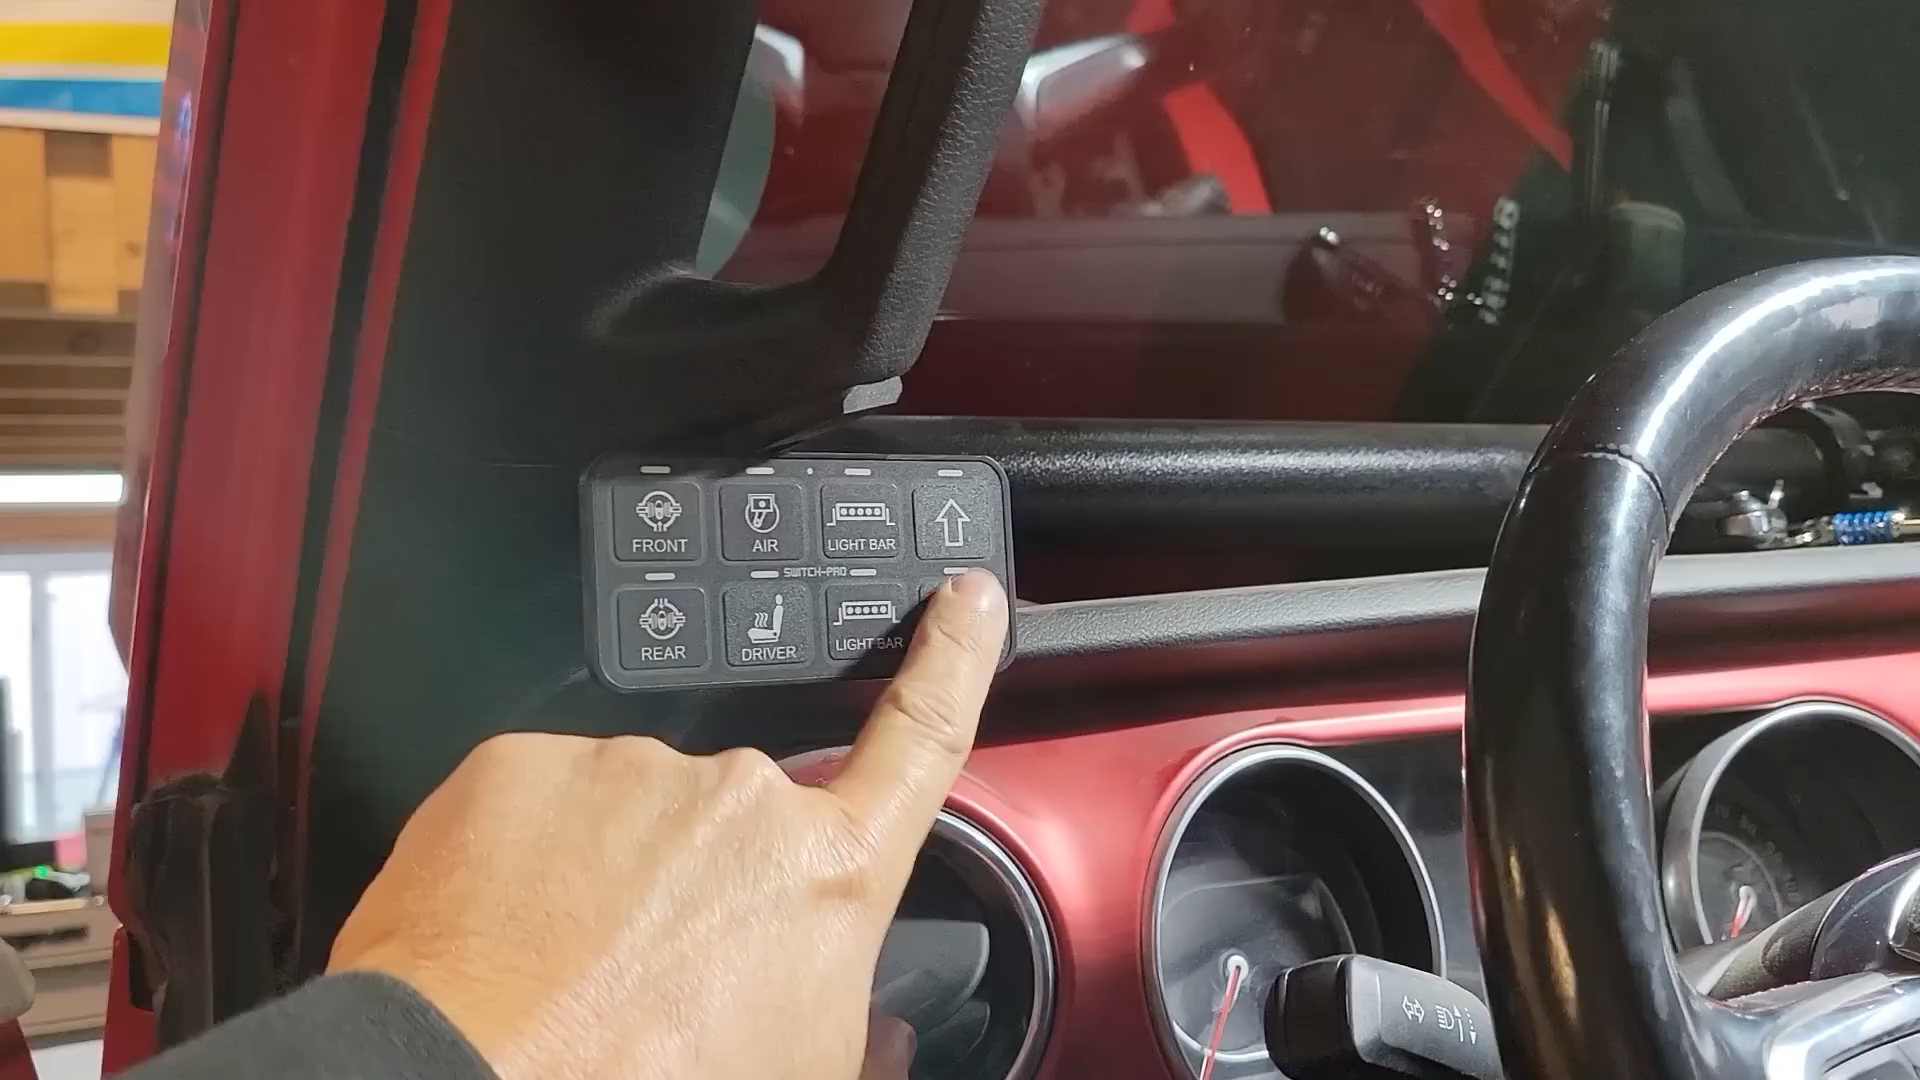 FRONT
AIR
LIGHT BAR
SWITCH-PRO
REAR
DRIVER
LIGHT BAR